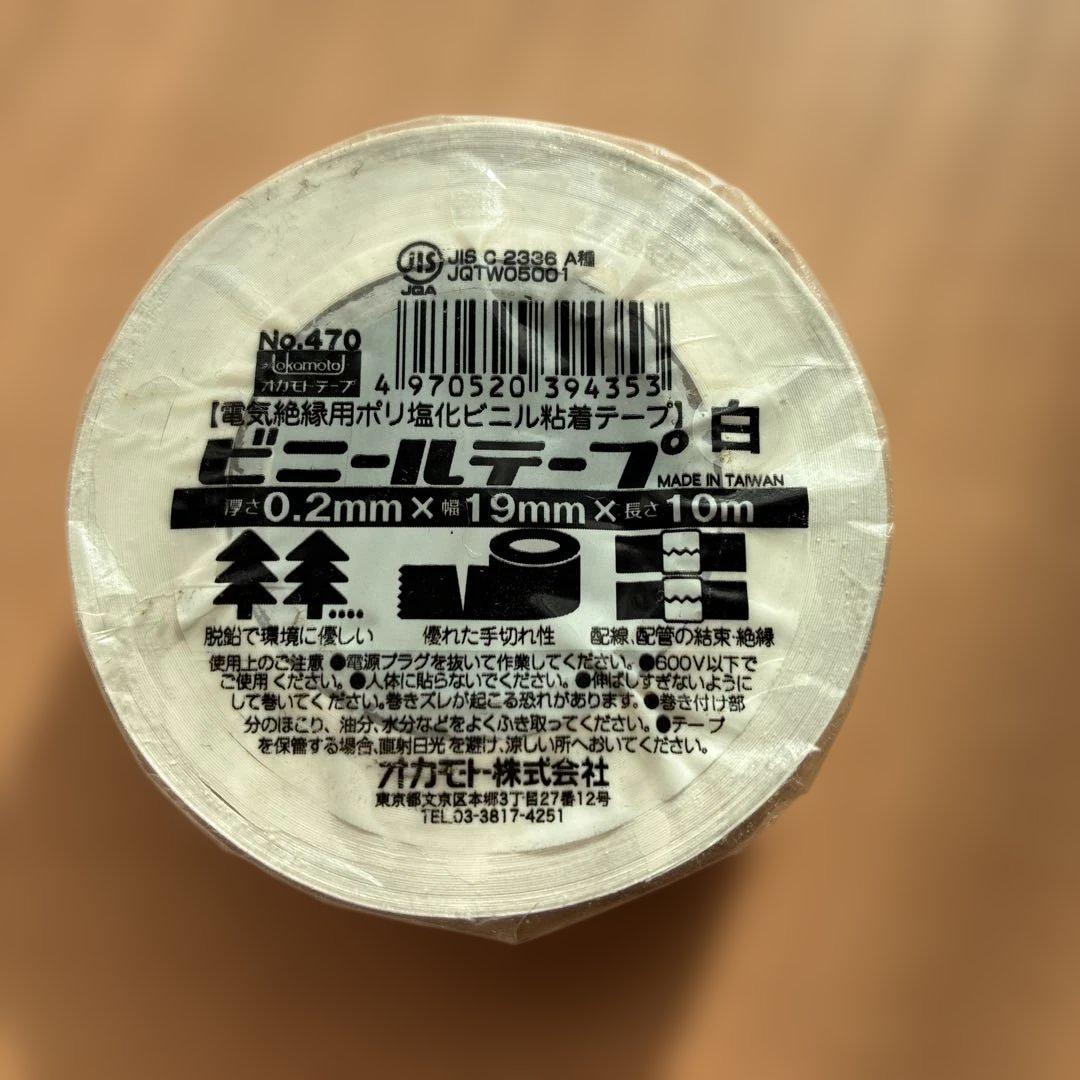 JIS
JQA
JIS C 2336 A種
JQTW05001
No.470
okamoto
オカモトテープ
4 970520 394353
【電気絶縁用ポリ塩化ビニル粘着テープ】
白
ビニールテープ
MADE IN TAIWAN
厚さ0.2mm×幅19mm×長さ10m
脱鉛で環境に優しい
優れた手切れ性
配線、配管の結束・絶縁
使用上のご注意 ●電源プラグを抜いて作業してください。●600V以下で
ご使用ください。●人体に貼らないでください。●伸ばしすぎないように
して巻いてください。巻きズレが起こる恐れがあります。●巻き付け部
分のほこり、油分、水分などをよくふき取ってください。●テープ
を保管する場合、直射日光を避け、涼しい所へおいてください。
オカモト株式会社
東京都文京区本郷3丁目27番12号
TEL.03-3817-4251